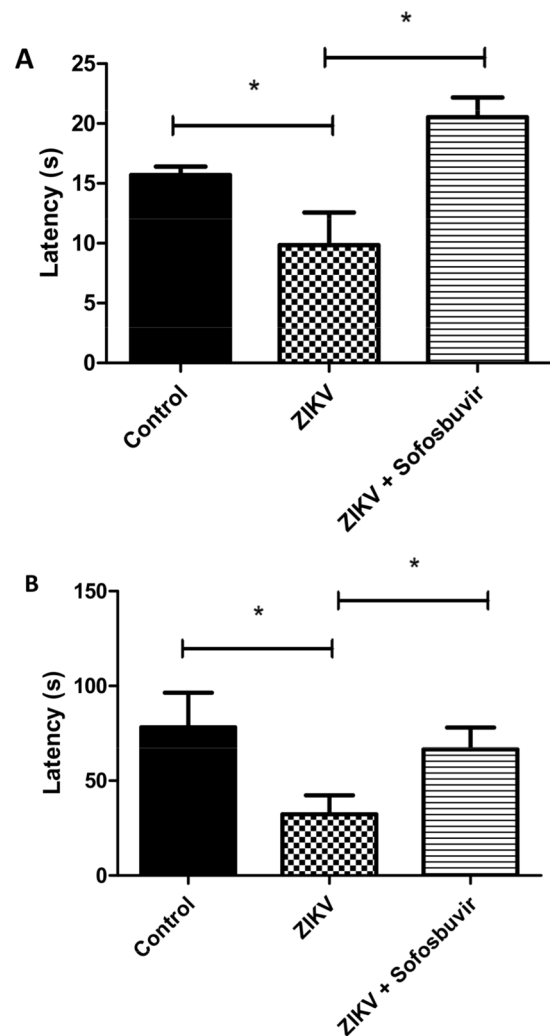 A
*
*
Latency (s)
25
20
15
10
5
0
Control
ZIKV
ZIKV + Sofosbuvir
B
*
*
Latency (s)
150
100
50
0
Control
ZIKV
ZIKV + Sofosbuvir